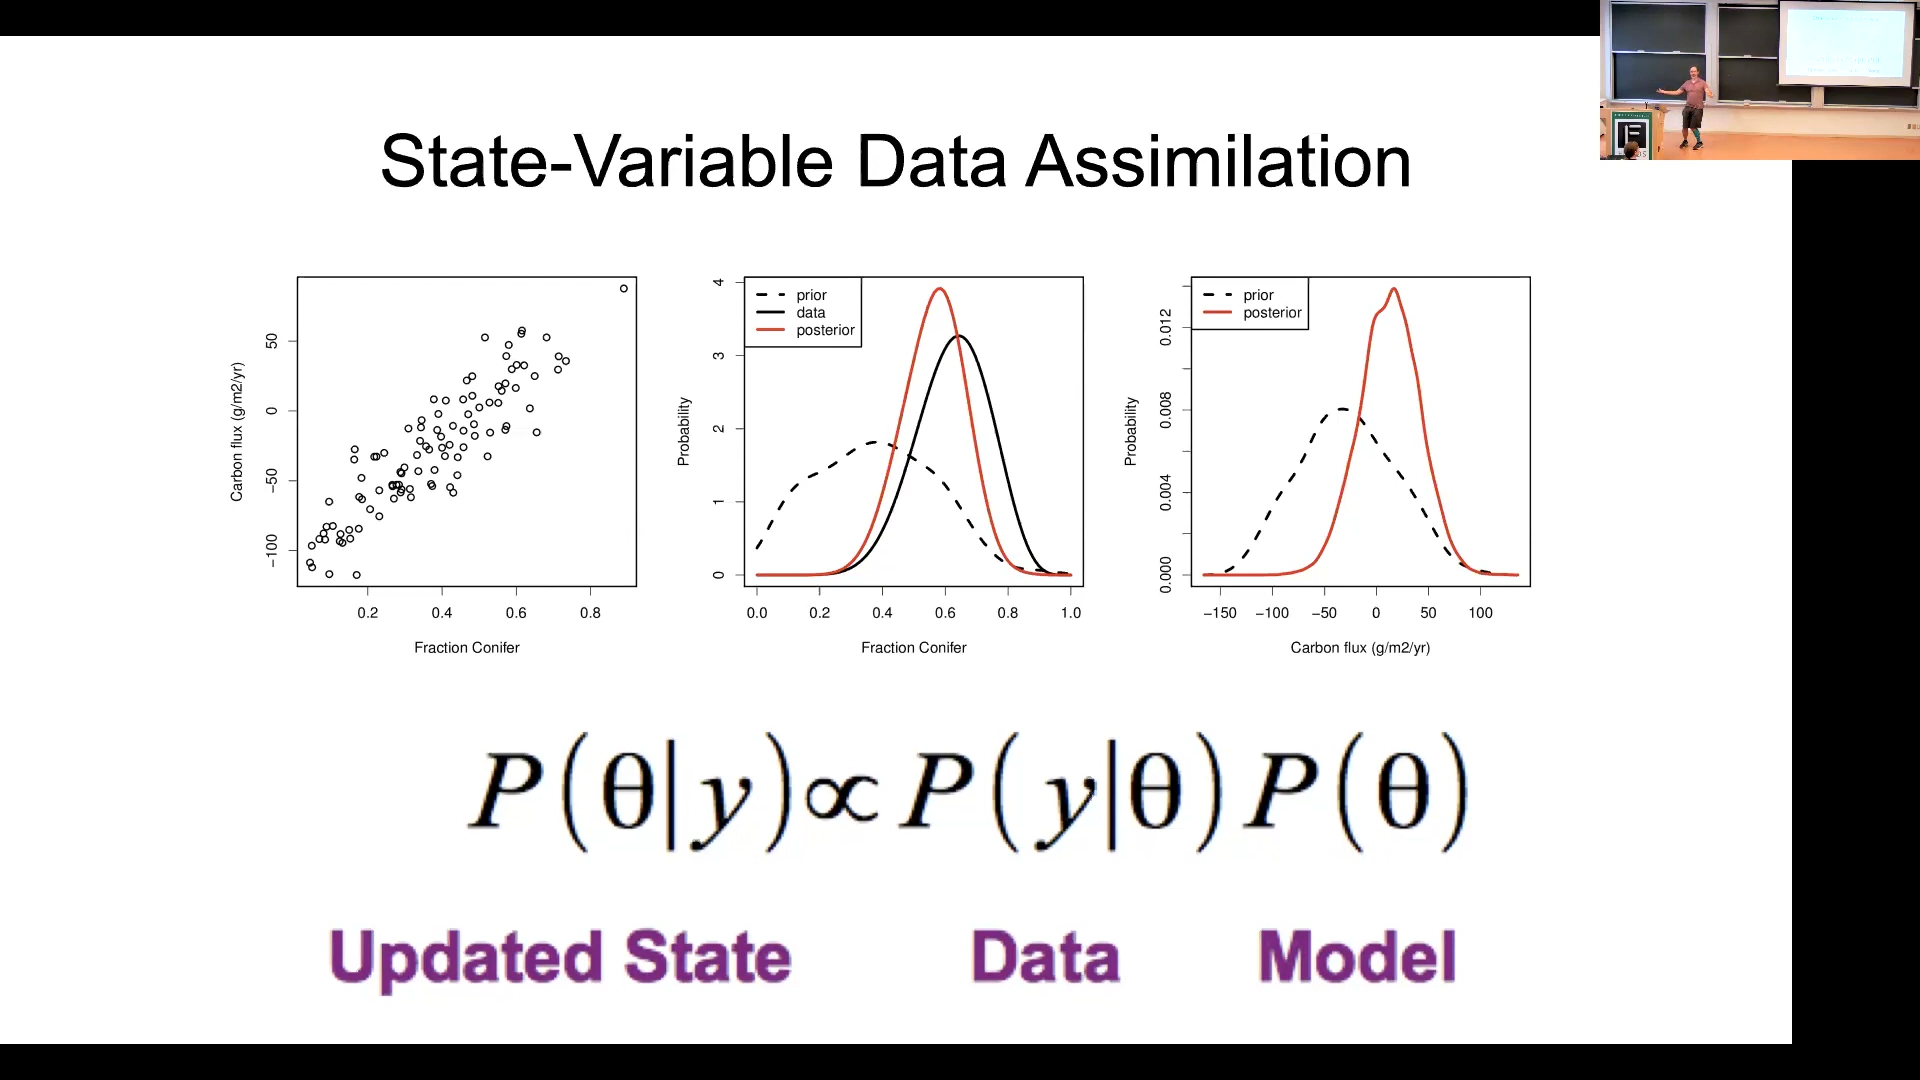 State-Variable Data Assimilation
Carbon flux (g/m2/yr)
50
0
−50
−100
0.2 0.4 0.6 0.8
Fraction Conifer
prior
data
posterior
Probability
4
3
2
1
0
0.0 0.2 0.4 0.6 0.8 1.0
Fraction Conifer
prior
posterior
Probability
0.012
0.008
0.004
0.000
−150 −100 −50 0 50 100
Carbon flux (g/m2/yr)
P(θ|y)∝P(y|θ)P(θ)
Updated State Data Model